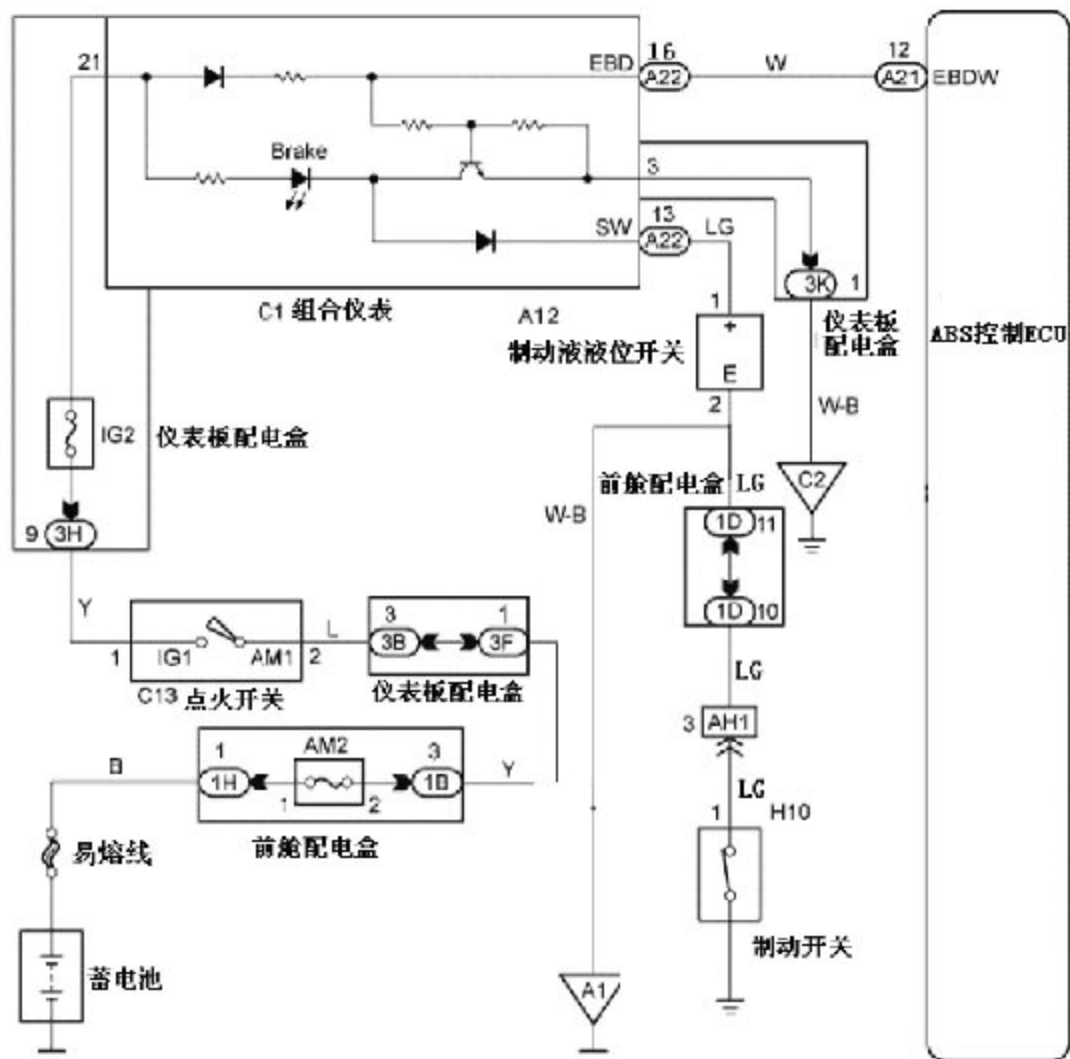 21
EBD
16
A22
W
12
A21
EBDW
Brake
3
SW
13
A22
LG
3K
1
C1 组合仪表
A12
制动液液位开关
仪表板
配电盒
ABS控制ECU
1
+
E
2
IG2
仪表板配电盒
W-B
C2
前舱配电盒
LG
W-B
1D
11
9
3H
1D
10
Y
1
IG1
AM1
2
L
3
3B
1
3F
C13 点火开关
仪表板配电盒
LG
3
AH1
B
1
1H
AM2
1
2
3
1B
Y
LG
1
H10
易熔线
前舱配电盒
制动开关
蓄电池
A1